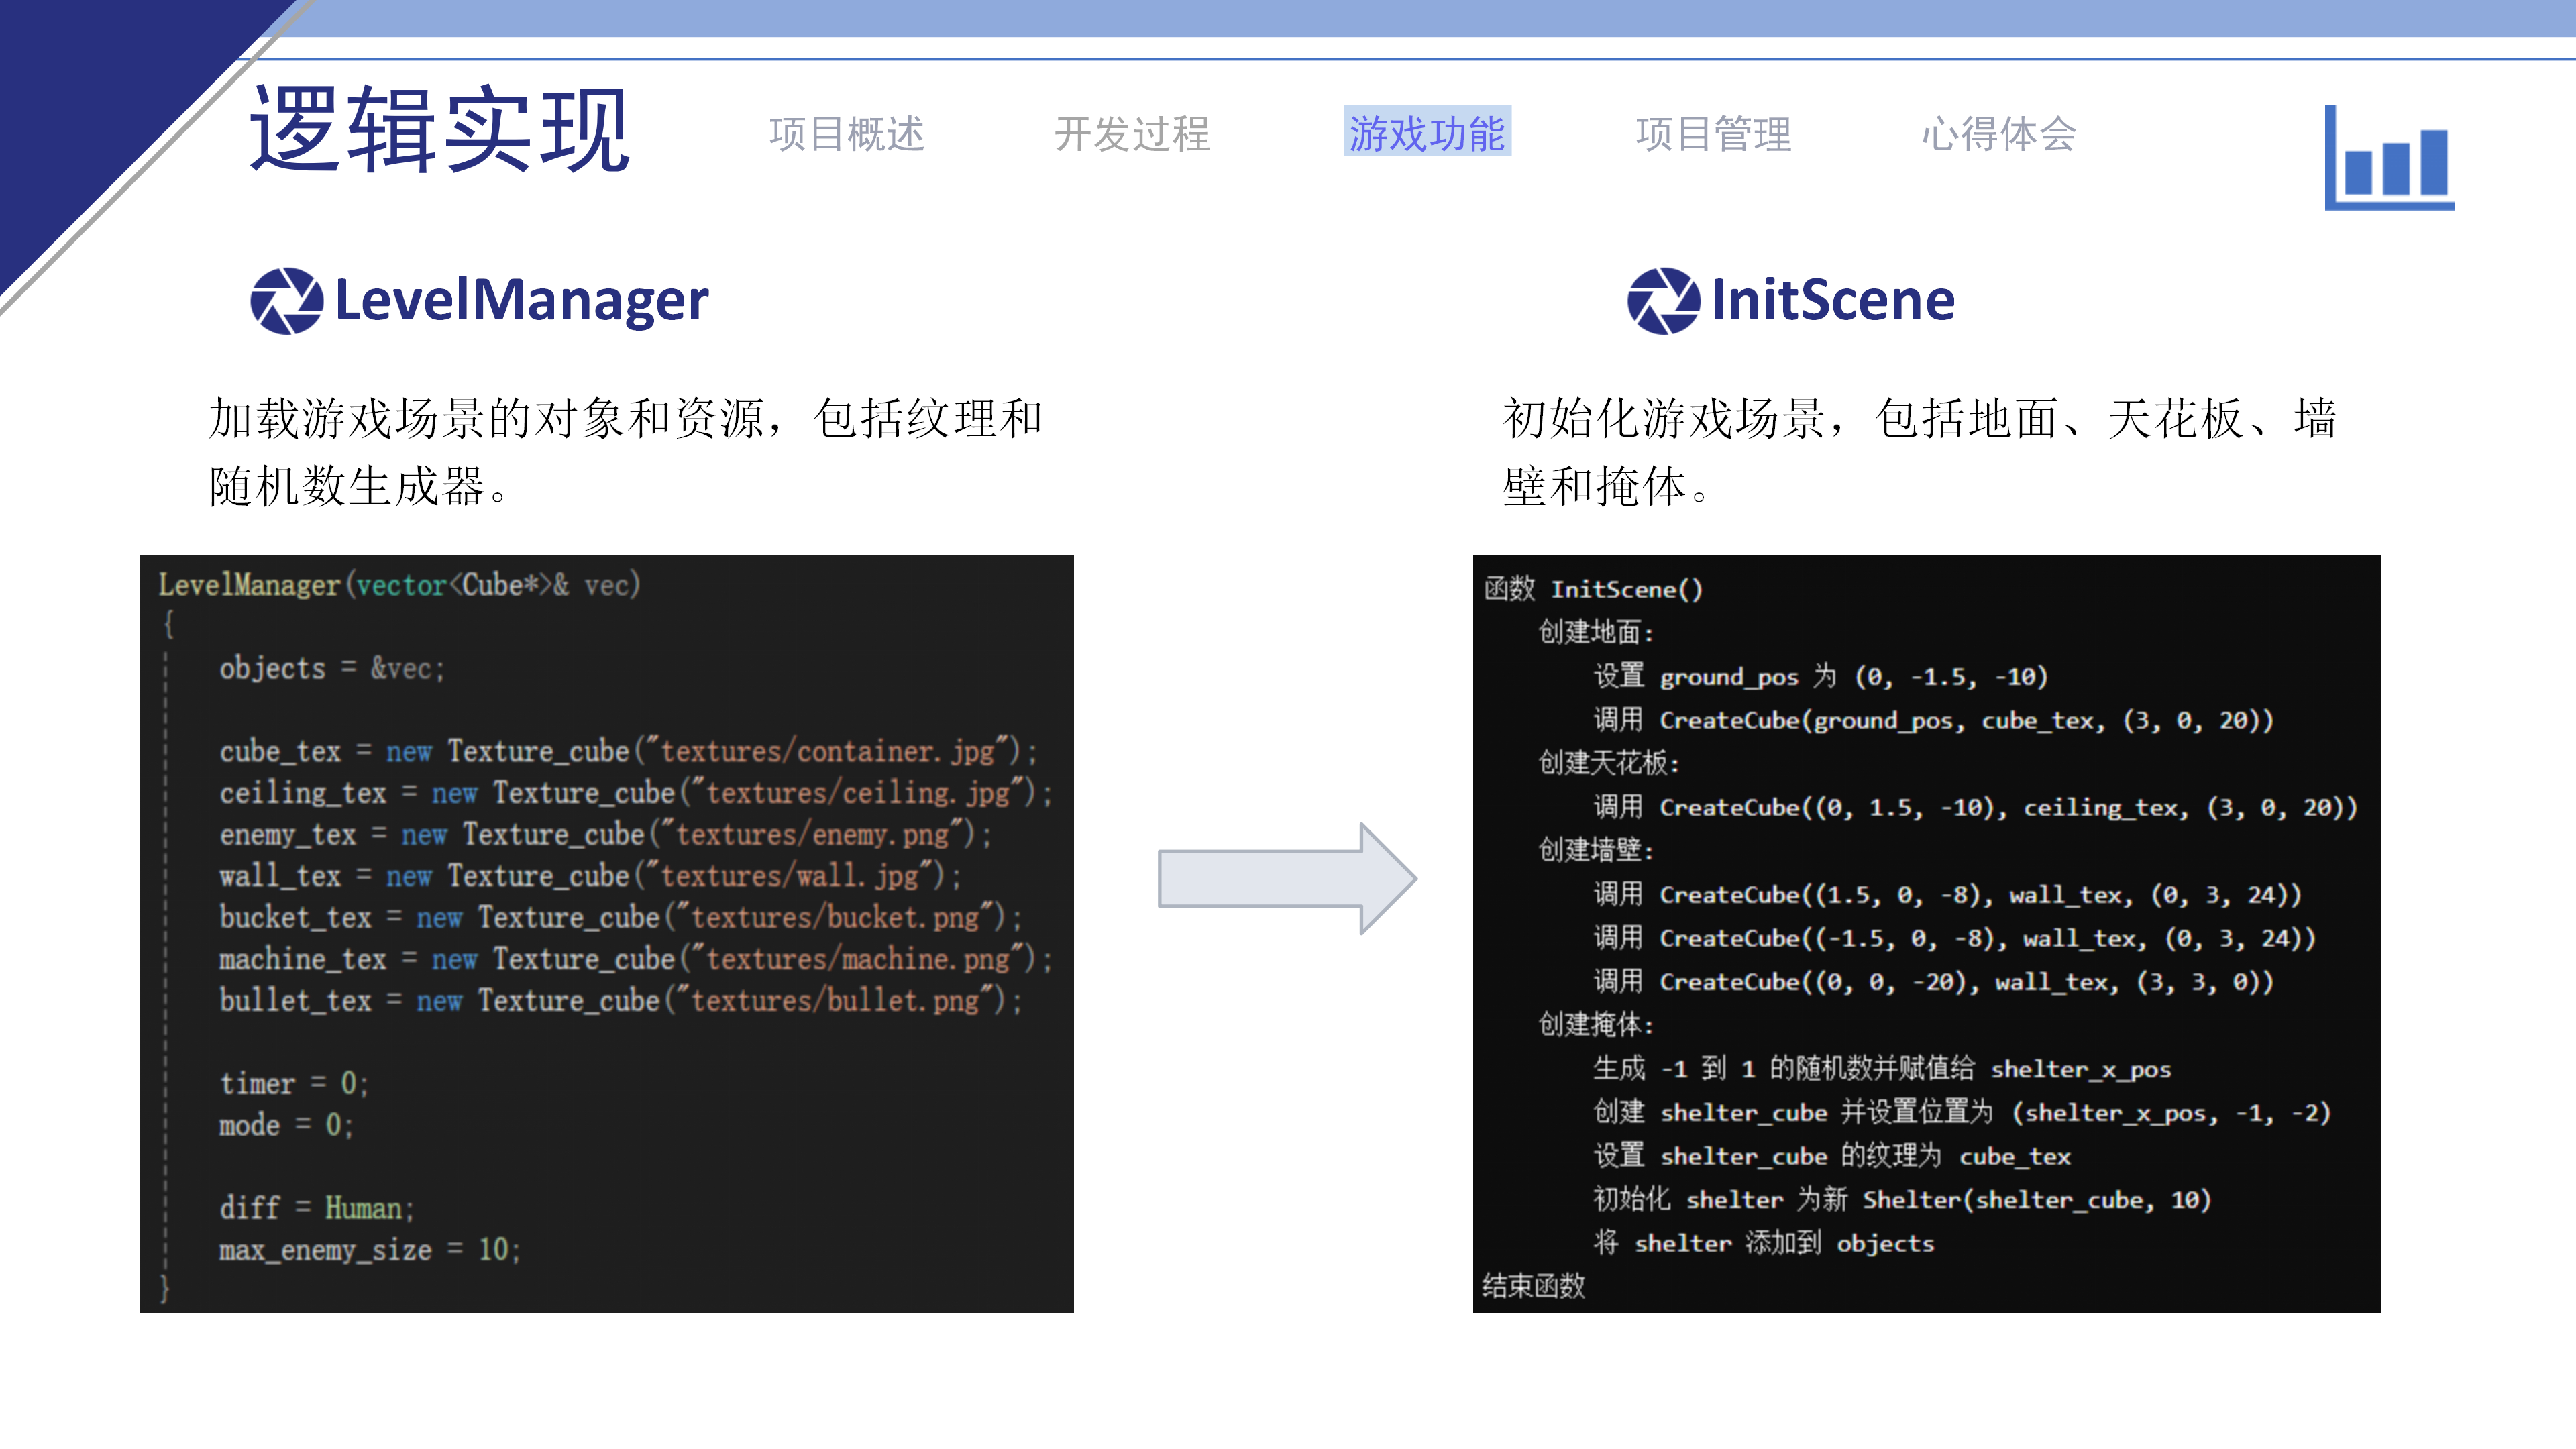 逻辑实现
项目概述 开发过程 游戏功能 项目管理 心得体会
LevelManager
加载游戏场景的对象和资源，包括纹理和
随机数生成器。
LevelManager(vector<Cube*>& vec)
{
objects = &vec;
cube_tex = new Texture_cube("textures/container.jpg");
ceiling_tex = new Texture_cube("textures/ceiling.jpg");
enemy_tex = new Texture_cube("textures/enemy.png");
wall_tex = new Texture_cube("textures/wall.jpg");
bucket_tex = new Texture_cube("textures/bucket.png");
machine_tex = new Texture_cube("textures/machine.png");
bullet_tex = new Texture_cube("textures/bullet.png");
timer = 0;
mode = 0;
diff = Human;
max_enemy_size = 10;
}
InitScene
初始化游戏场景，包括地面、天花板、墙
壁和掩体。
函数 InitScene()
创建地面:
设置 ground_pos 为 (0, -1.5, -10)
调用 CreateCube(ground_pos, cube_tex, (3, 0, 20))
创建天花板:
调用 CreateCube((0, 1.5, -10), ceiling_tex, (3, 0, 20))
创建墙壁:
调用 CreateCube((1.5, 0, -8), wall_tex, (0, 3, 24))
调用 CreateCube((-1.5, 0, -8), wall_tex, (0, 3, 24))
调用 CreateCube((0, 0, -20), wall_tex, (3, 3, 0))
创建掩体:
生成 -1 到 1 的随机数并赋值给 shelter_x_pos
创建 shelter_cube 并设置位置为 (shelter_x_pos, -1, -2)
设置 shelter_cube 的纹理为 cube_tex
初始化 shelter 为新 Shelter(shelter_cube, 10)
将 shelter 添加到 objects
结束函数